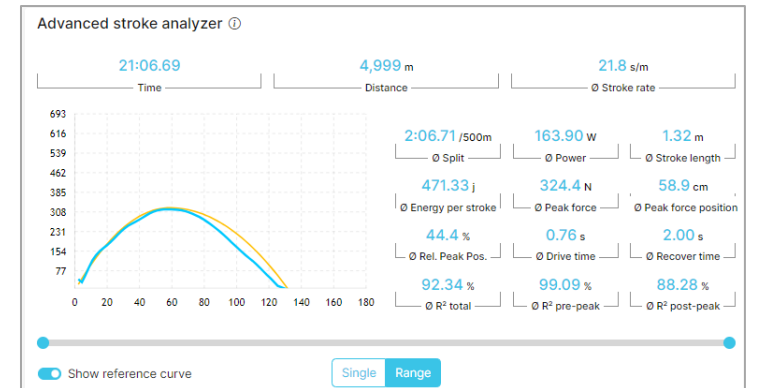 Advanced stroke analyzer ⓘ
21:06.69 4,999 m 21.8 s/m
Time Distance Ø Stroke rate
693
616
539
462
385
308
231
154
77
0 20 40 60 80 100 120 140 160 180
2:06.71 /500m 163.90 W 1.32 m
Ø Split Ø Power Ø Stroke length
471.33 j 324.4 N 58.9 cm
Ø Energy per stroke Ø Peak force Ø Peak force position
44.4 % 0.76 s 2.00 s
Ø Rel. Peak Pos. Ø Drive time Ø Recover time
92.34 % 99.09 % 88.28 %
Ø R² total Ø R² pre-peak Ø R² post-peak
Show reference curve Single Range